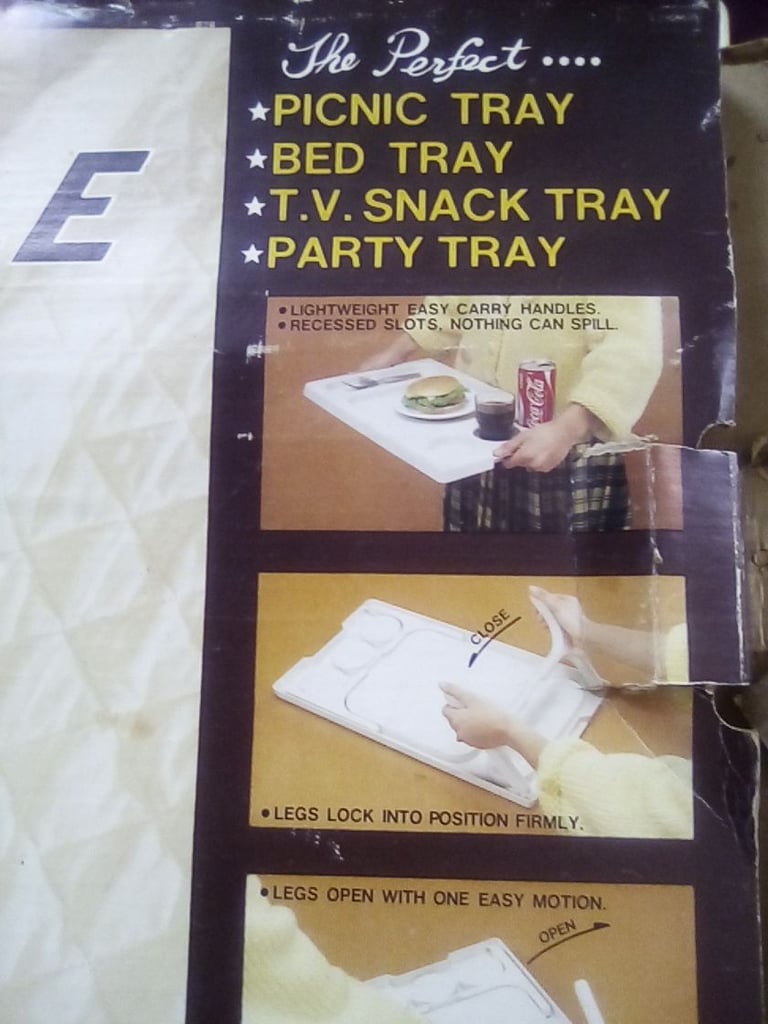 The Perfect ....
★PICNIC TRAY
★BED TRAY
★T.V. SNACK TRAY
★PARTY TRAY
E
• LIGHTWEIGHT EASY CARRY HANDLES.
• RECESSED SLOTS, NOTHING CAN SPILL.
Coca-Cola
CLOSE
• LEGS LOCK INTO POSITION FIRMLY.
• LEGS OPEN WITH ONE EASY MOTION.
OPEN